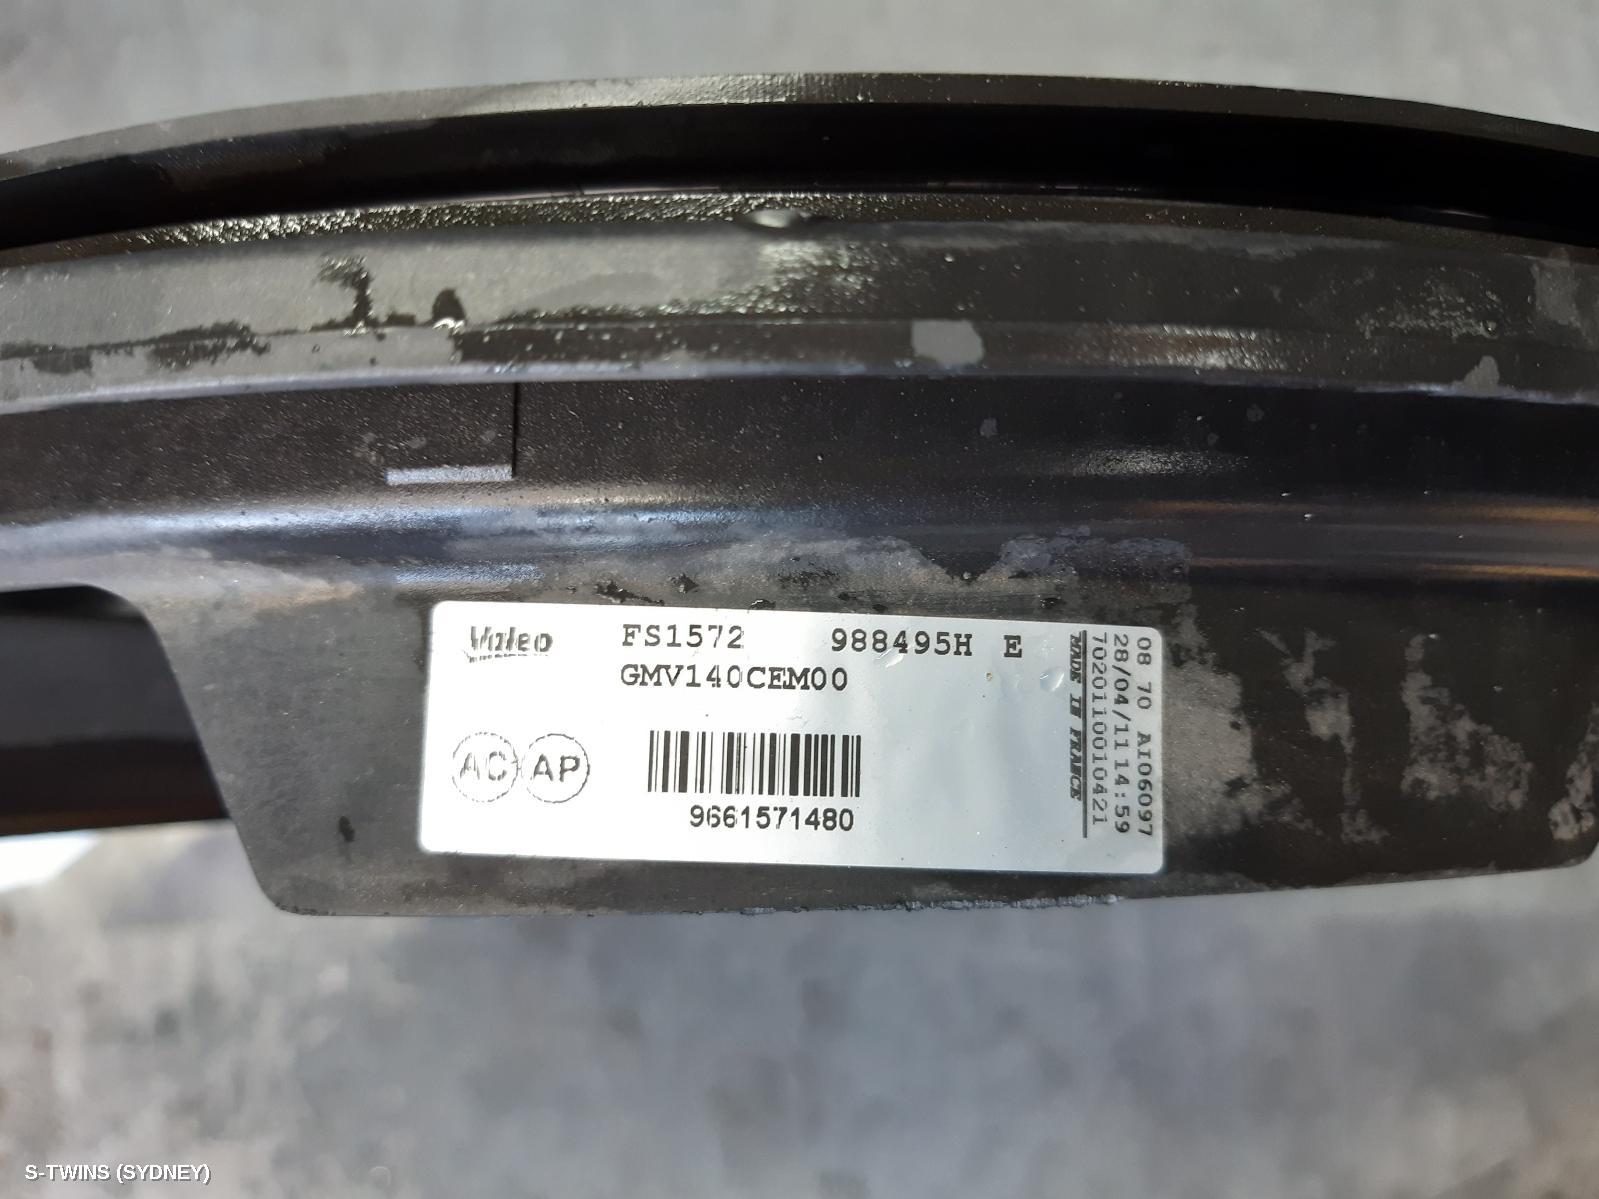 Valeo
FS1572 988495H E
GMV140CEM00
AC AP
9661571480
MADE IN FRANCE
70201100010421
28/04/11 14:59
08 70 AI06097
S-TWINS (SYDNEY)